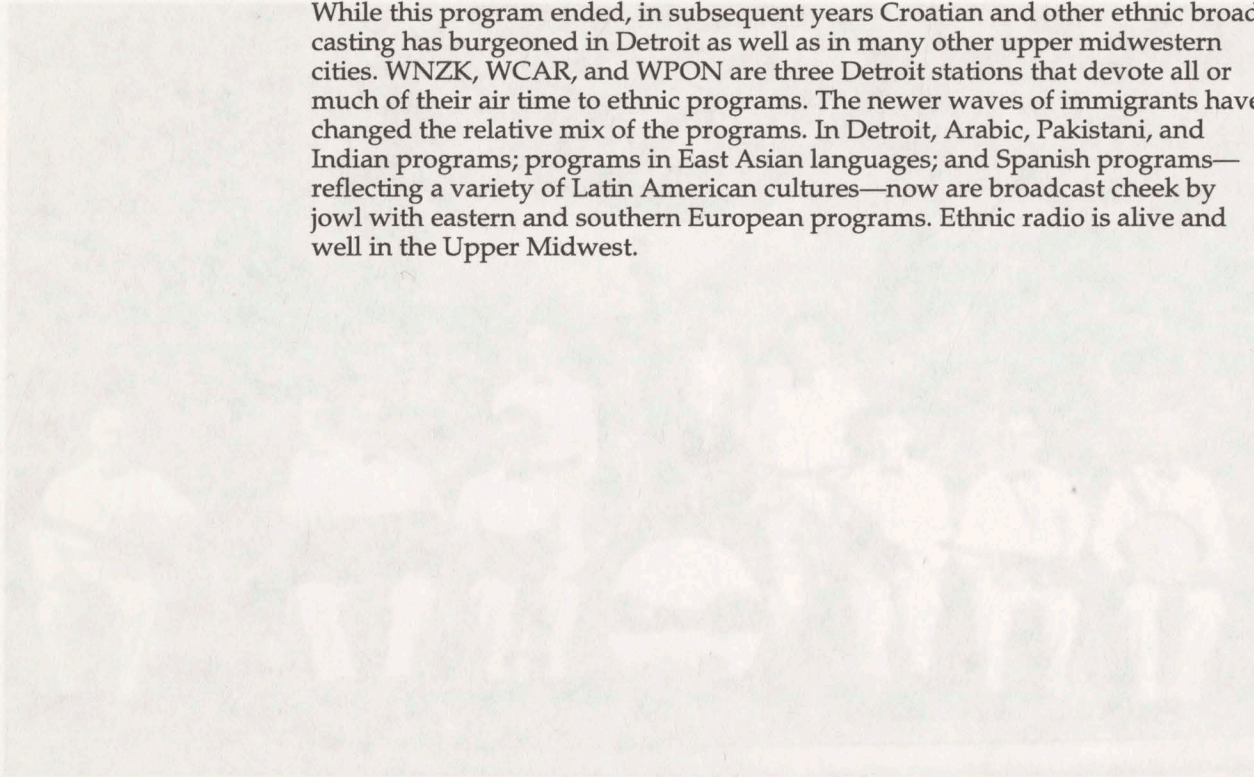 While this program ended, in subsequent years Croatian and other ethnic broad
casting has burgeoned in Detroit as well as in many other upper midwestern
cities. WNZK, WCAR, and WPON are three Detroit stations that devote all or
much of their air time to ethnic programs. The newer waves of immigrants have
changed the relative mix of the programs. In Detroit, Arabic, Pakistani, and
Indian programs; programs in East Asian languages; and Spanish programs—
reflecting a variety of Latin American cultures—now are broadcast cheek by
jowl with eastern and southern European programs. Ethnic radio is alive and
well in the Upper Midwest.